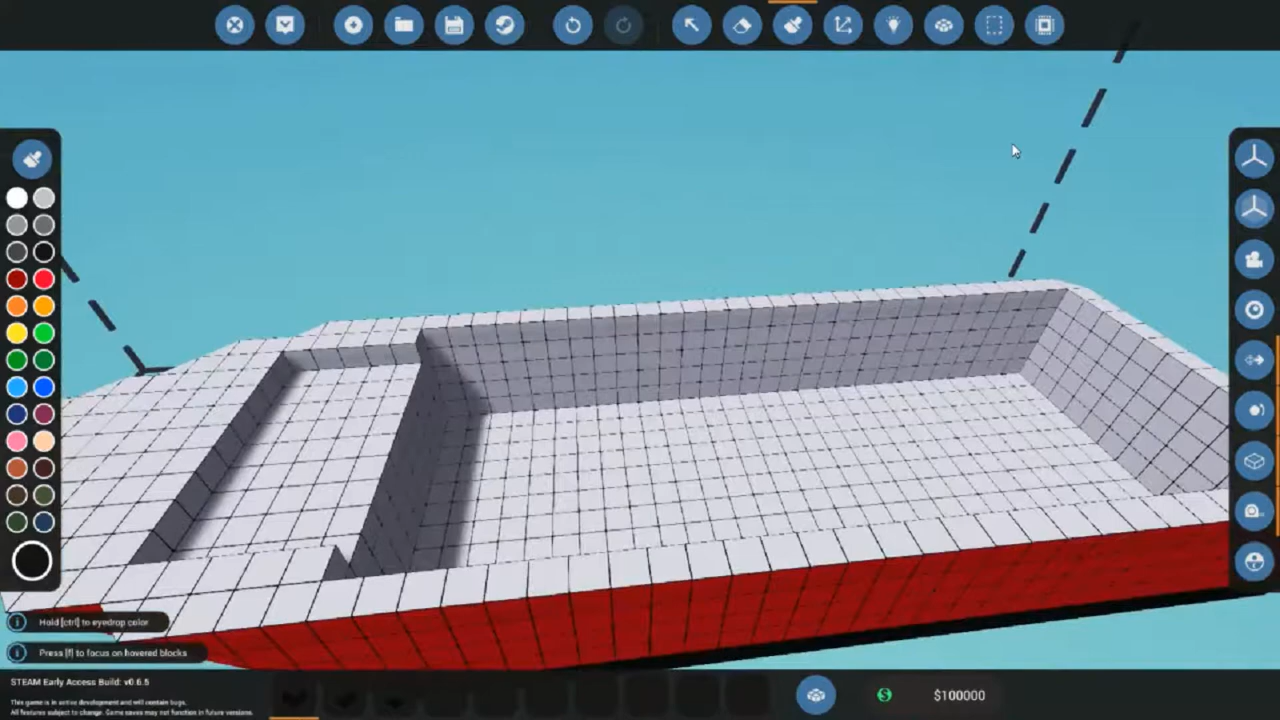 Hold [ctrl] to eyedrop color
Press [f] to focus on hovered blocks
STEAM Early Access Build: v0.6.5
This game is in active development and will contain bugs.
All features subject to change. Game saves may not function in future versions.
$100000